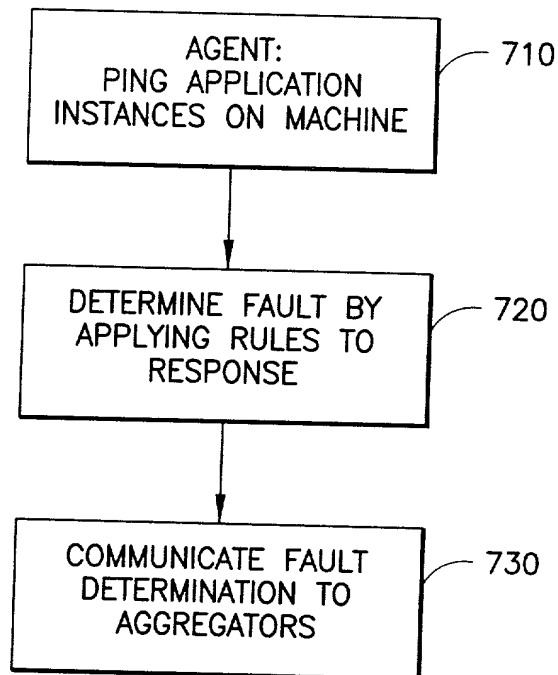 AGENT:
PING APPLICATION
INSTANCES ON MACHINE
710
DETERMINE FAULT BY
APPLYING RULES TO
RESPONSE
720
COMMUNICATE FAULT
DETERMINATION TO
AGGREGATORS
730